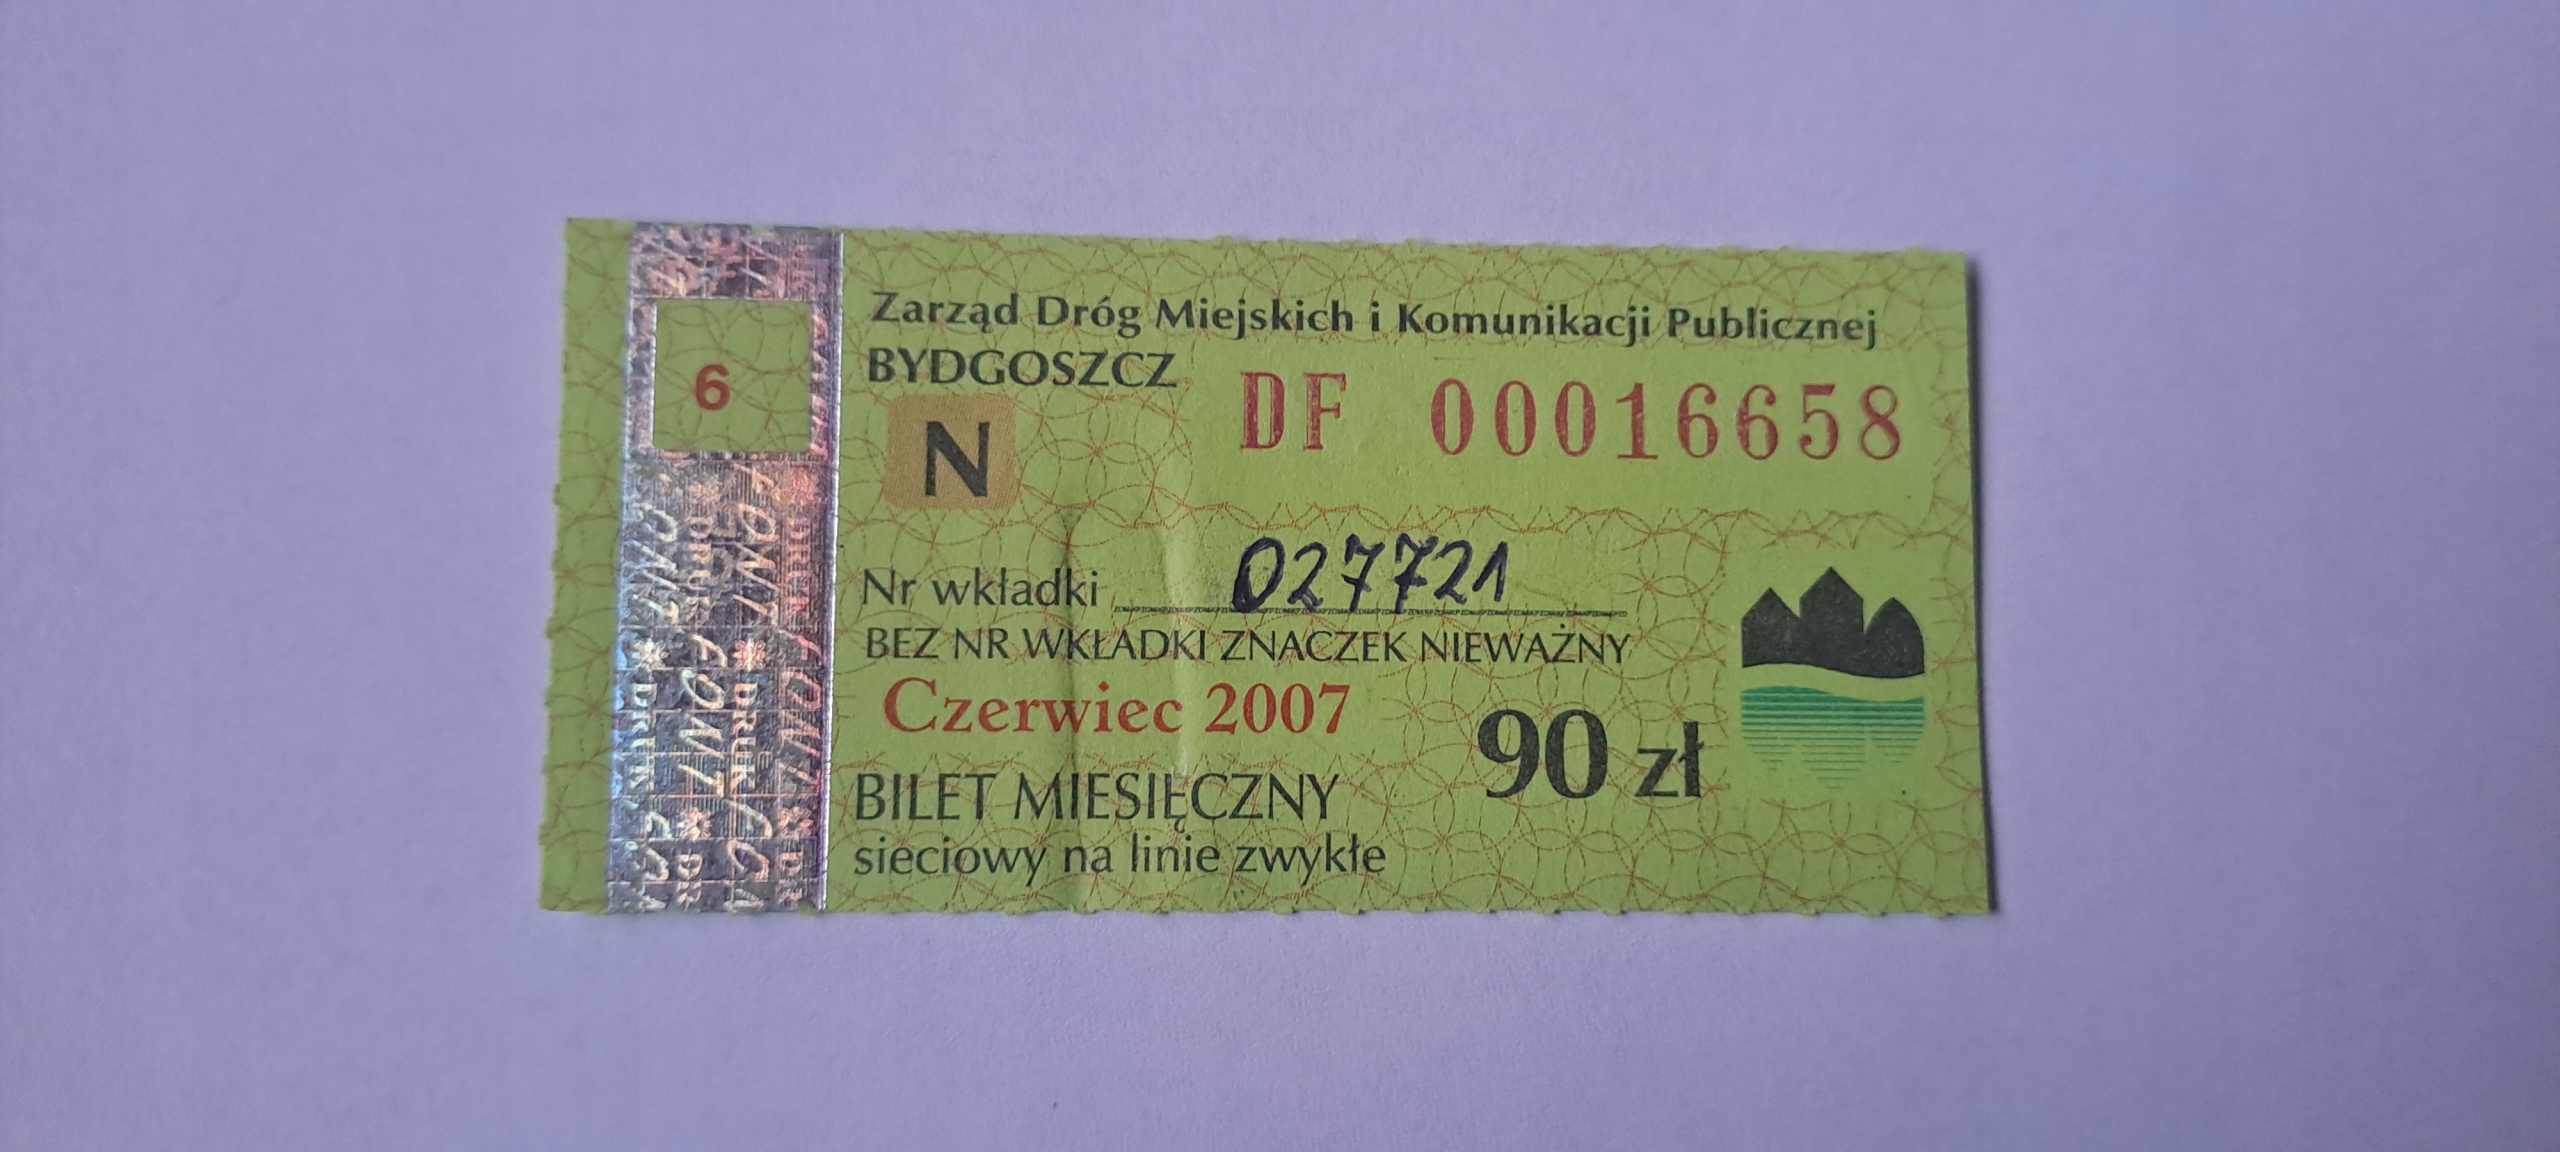 6
Zarząd Dróg Miejskich i Komunikacji Publicznej
BYDGOSZCZ
DF 00016658
N
Nr wkładki 027721
BEZ NR WKŁADKI ZNACZEK NIEWAŻNY
Czerwiec 2007
90 zł
BILET MIESIĘCZNY
sieciowy na linie zwykłe